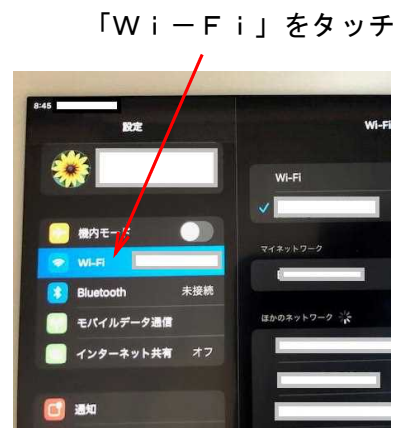 「Ｗｉ－Ｆｉ」をタッチ
8:45
設定
機内モード
Wi-Fi
Bluetooth 未接続
モバイルデータ通信
インターネット共有 オフ
通知
Wi-Fi
Wi-Fi
マイネットワーク
ほかのネットワーク